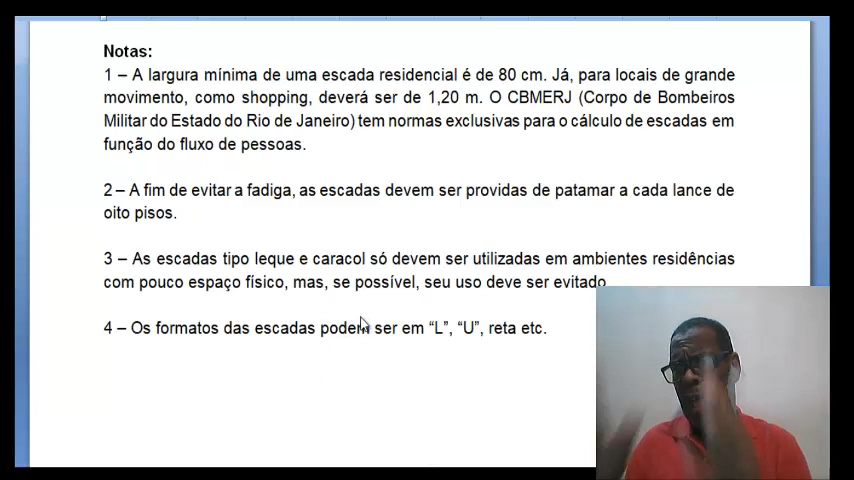 Notas:
1 – A largura mínima de uma escada residencial é de 80 cm. Já, para locais de grande
movimento, como shopping, deverá ser de 1,20 m. O CBMERJ (Corpo de Bombeiros
Militar do Estado do Rio de Janeiro) tem normas exclusivas para o cálculo de escadas em
função do fluxo de pessoas.
2 – A fim de evitar a fadiga, as escadas devem ser providas de patamar a cada lance de
oito pisos.
3 – As escadas tipo leque e caracol só devem ser utilizadas em ambientes residências
com pouco espaço físico, mas, se possível, seu uso deve ser evitado
4 – Os formatos das escadas podem ser em “L”, “U”, reta etc.